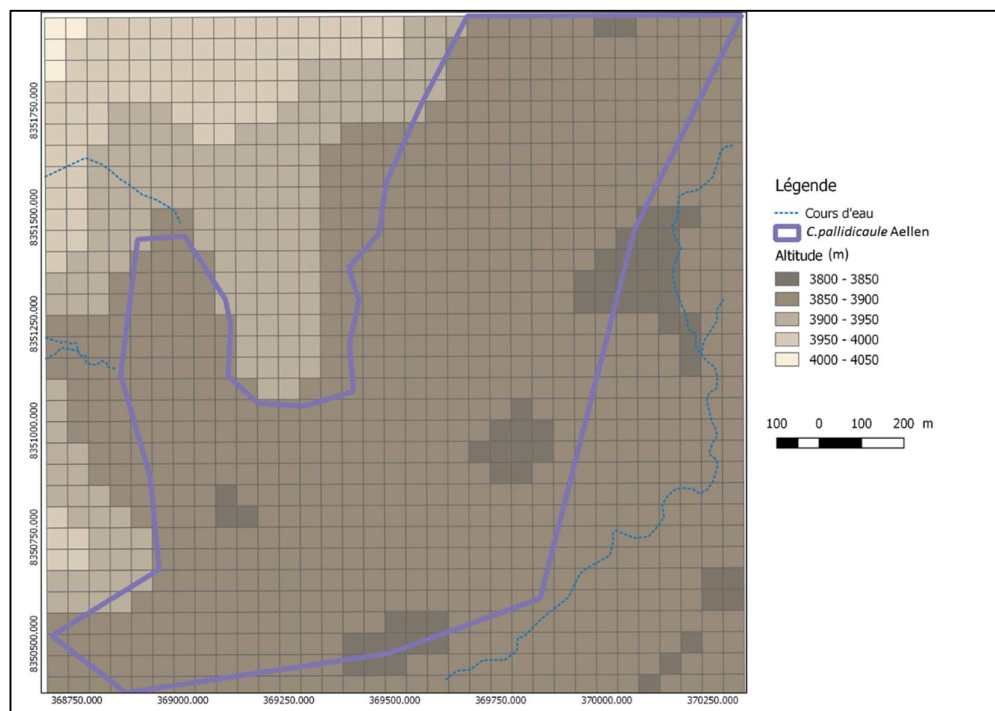 8351750.000
8351500.000
8351250.000
8351000.000
8350750.000
8350500.000
368750.000
369000.000
369250.000
369500.000
369750.000
370000.000
370250.000
Légende
Cours d'eau
C.pallidicaule Aellen
Altitude (m)
3800 - 3850
3850 - 3900
3900 - 3950
3950 - 4000
4000 - 4050
100 0 100 200 m